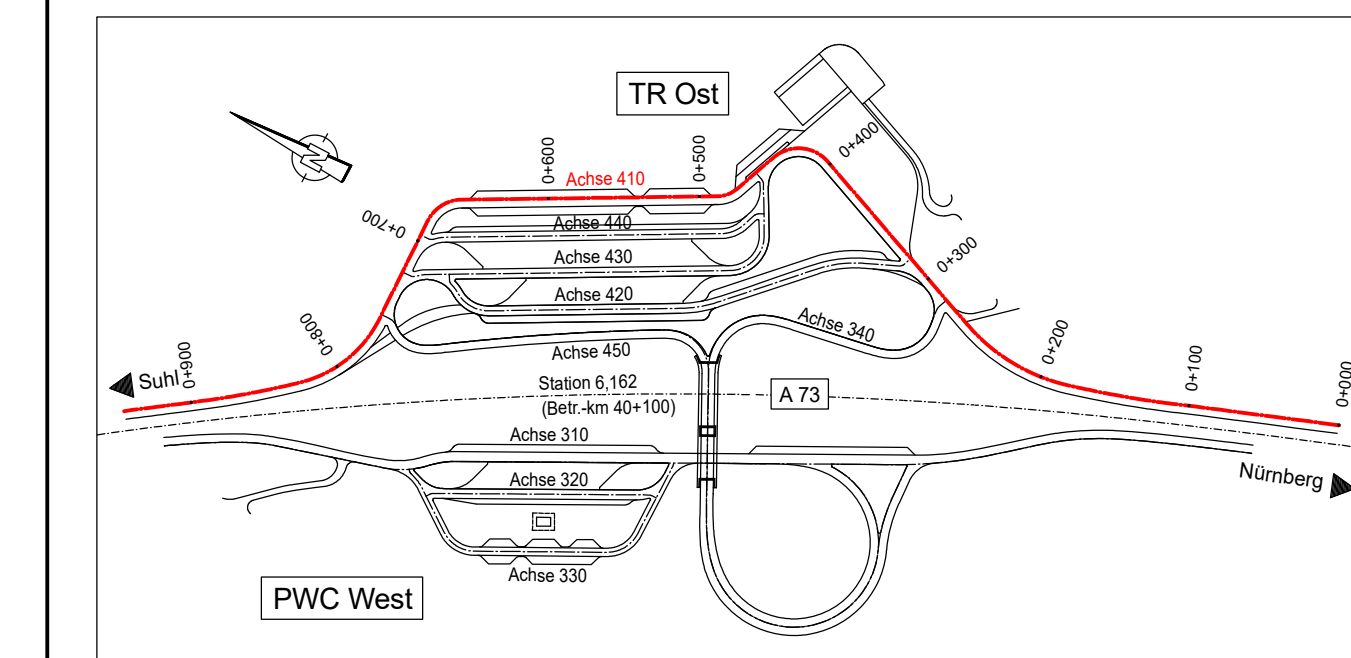 TR Ost
N
0+400
0+600
0+500
Achse 410
0+700
Achse 440
0+300
Achse 430
Achse 420
Achse 340
0+800
0+200
Achse 450
0+100
0+900
0+000
Suhl
Station 6,162
(Betr.-km 40+100)
A 73
Achse 310
Nürnberg
Achse 320
Achse 330
PWC West